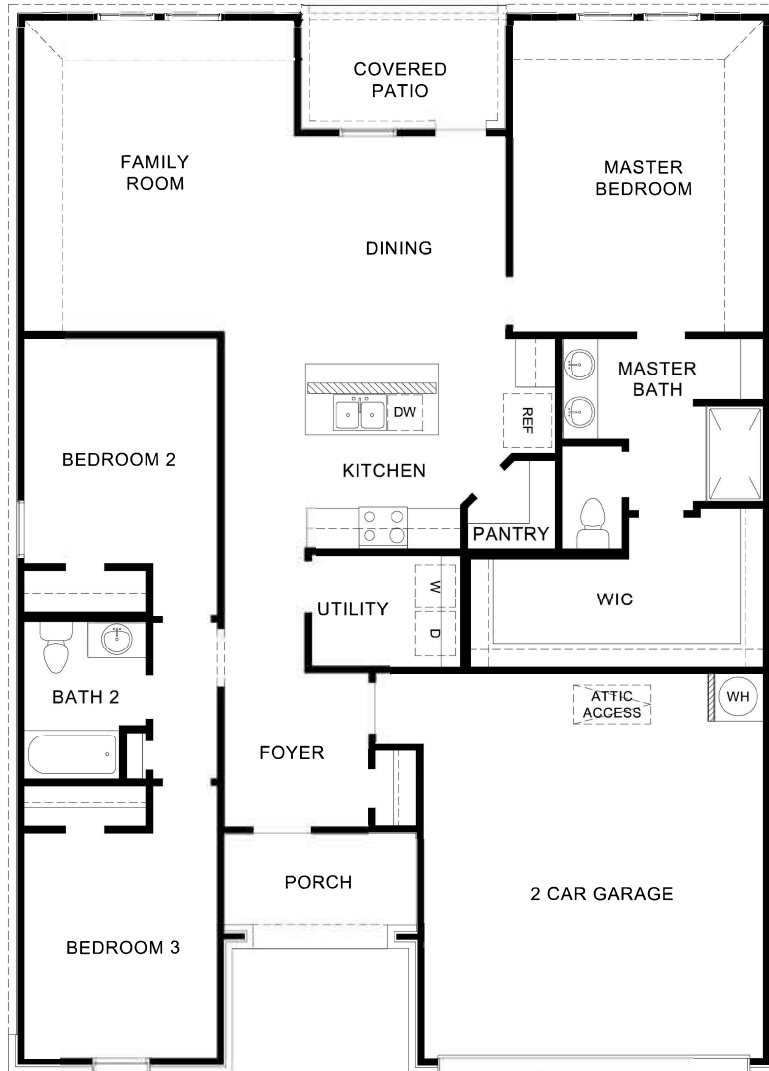 COVERED
PATIO
FAMILY
ROOM
MASTER
BEDROOM
DINING
MASTER
BATH
DW
REF
BEDROOM 2
KITCHEN
PANTRY
W
UTILITY
WIC
D
BATH 2
ATTIC
ACCESS
WH
FOYER
PORCH
2 CAR GARAGE
BEDROOM 3